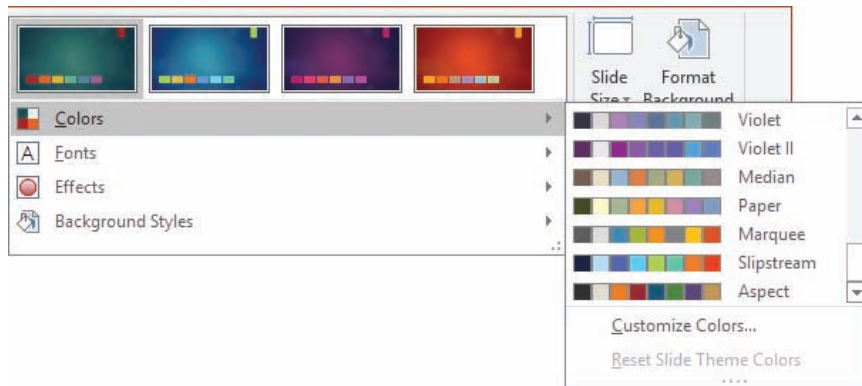 Slide Format
Size Background
Colors
A Fonts
Effects
Background Styles
Violet
Violet II
Median
Paper
Marquee
Slipstream
Aspect
Customize Colors...
Reset Slide Theme Colors